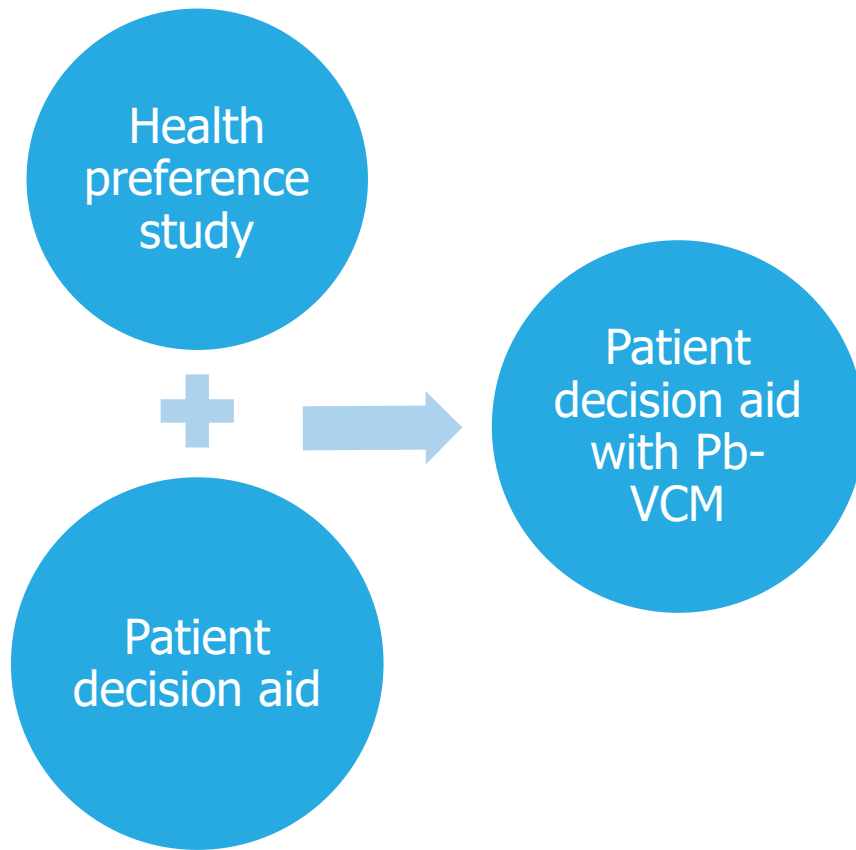 Health
preference
study
Patient
decision aid
Patient
decision aid
with Pb-
VCM